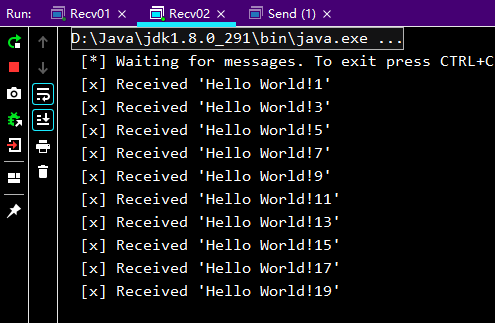 Run: Recv01 × Recv02 × Send (1) ×
D:\Java\jdk1.8.0_291\bin\java.exe ...
[*] Waiting for messages. To exit press CTRL+C
[x] Received 'Hello World!1'
[x] Received 'Hello World!3'
[x] Received 'Hello World!5'
[x] Received 'Hello World!7'
[x] Received 'Hello World!9'
[x] Received 'Hello World!11'
[x] Received 'Hello World!13'
[x] Received 'Hello World!15'
[x] Received 'Hello World!17'
[x] Received 'Hello World!19'